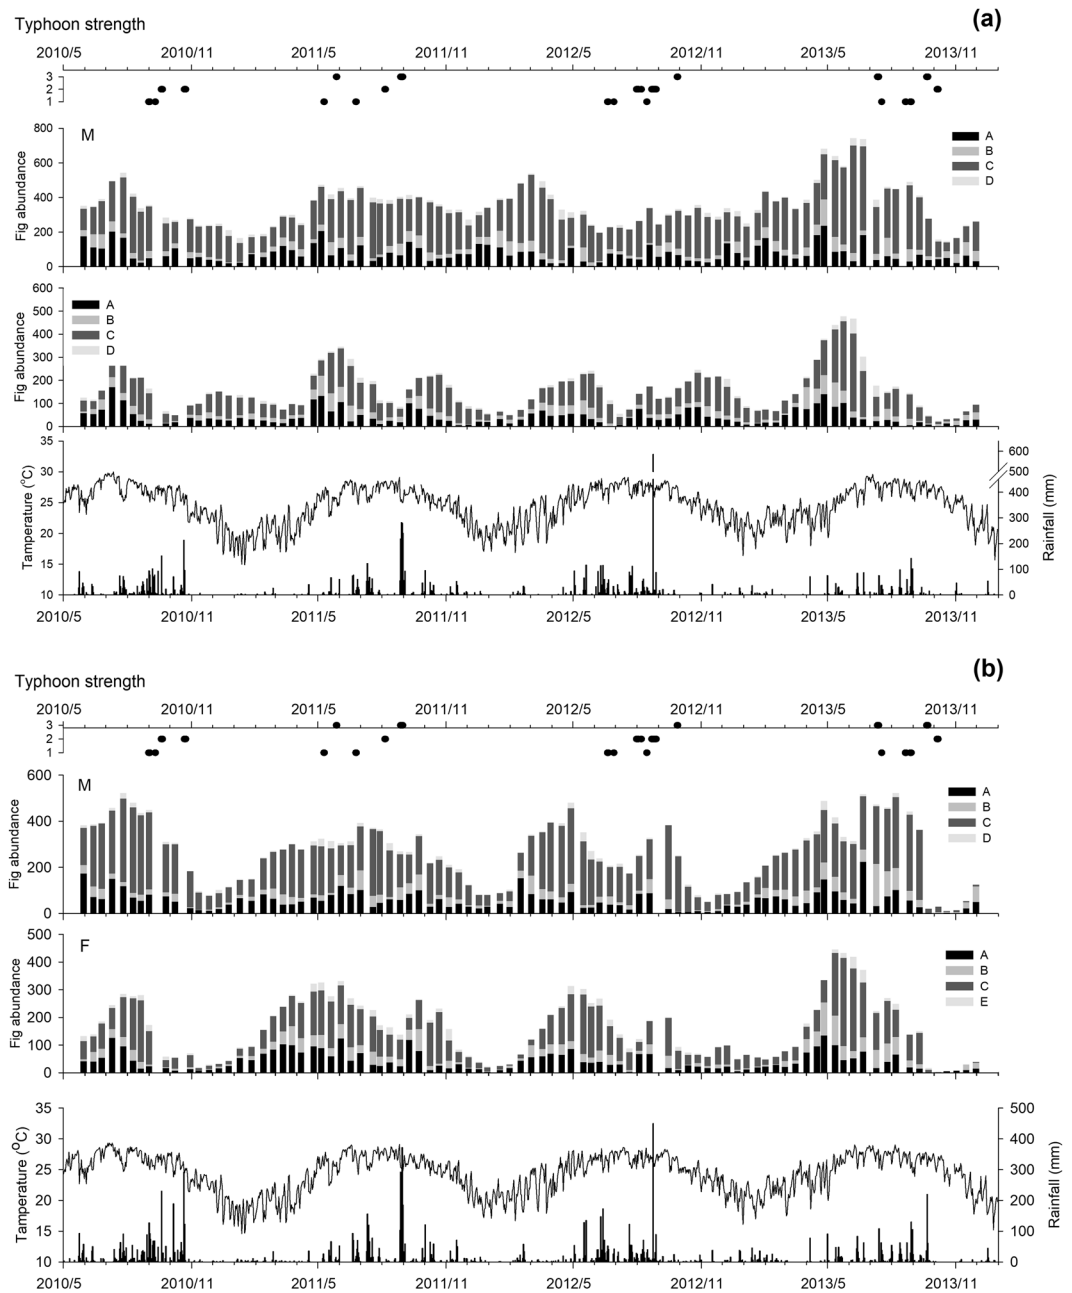 (a)
Typhoon strength
2010/5 2010/11 2011/5 2011/11 2012/5 2012/11 2013/5 2013/11
3
2
1
M
Fig abundance
800
600
400
200
0
A
B
C
D
Fig abundance
600
500
400
300
200
100
0
A
B
C
D
Tamperature (°C)
35
30
25
20
15
10
Rainfall (mm)
600
500
400
300
200
100
0
2010/5 2010/11 2011/5 2011/11 2012/5 2012/11 2013/5 2013/11
(b)
Typhoon strength
2010/5 2010/11 2011/5 2011/11 2012/5 2012/11 2013/5 2013/11
3
2
1
M
Fig abundance
600
400
200
0
A
B
C
D
F
Fig abundance
500
400
300
200
100
0
A
B
C
E
Tamperature (°C)
35
30
25
20
15
10
Rainfall (mm)
500
400
300
200
100
0
2010/5 2010/11 2011/5 2011/11 2012/5 2012/11 2013/5 2013/11